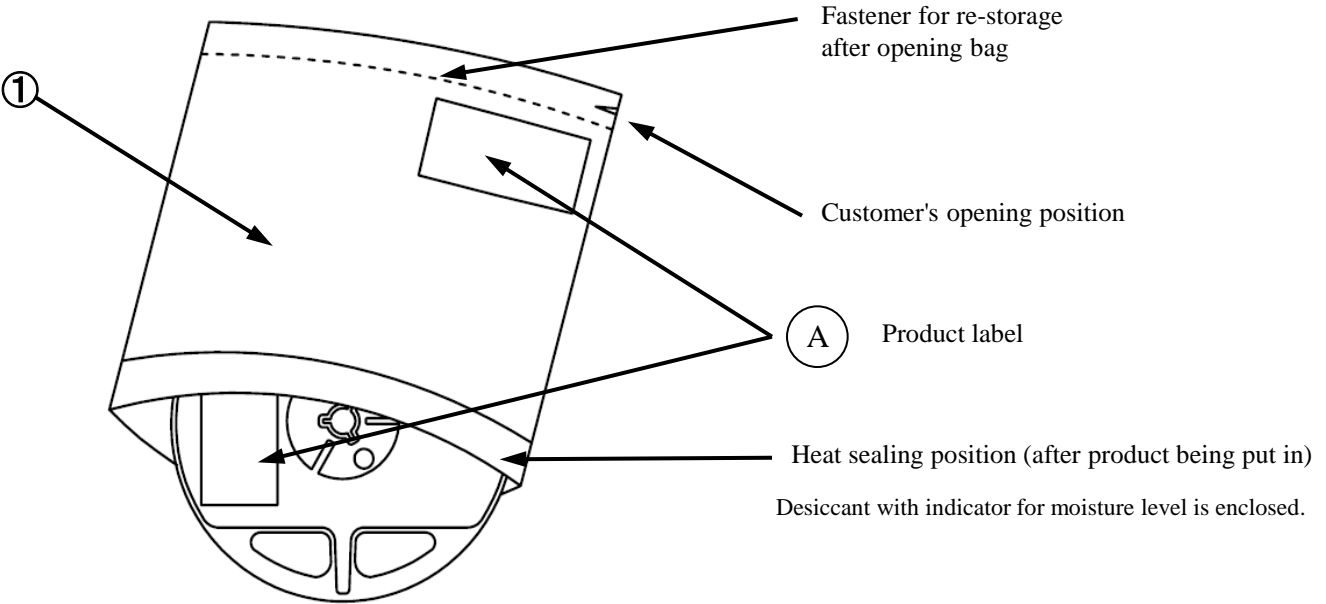 Fastener for re-storage
after opening bag
①
Customer's opening position
A Product label
Heat sealing position (after product being put in)
Desiccant with indicator for moisture level is enclosed.